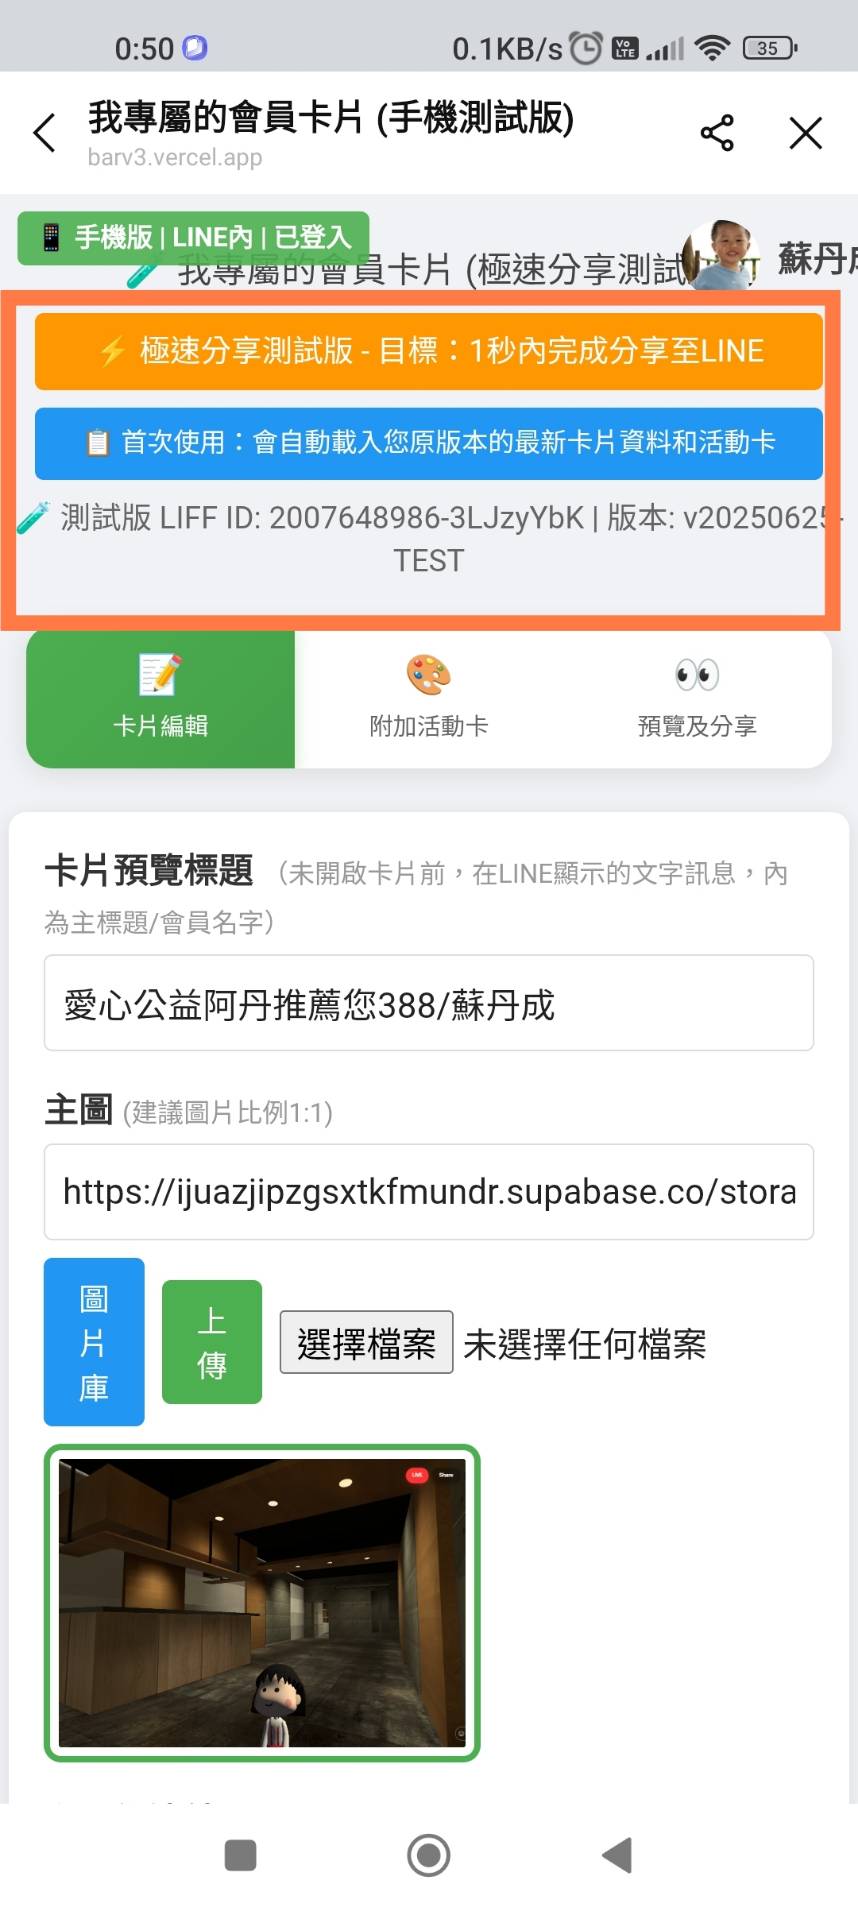 0:50 0.1KB/s Vo LTE 35
我專屬的會員卡片 (手機測試版)
barv3.vercel.app
手機版 | LINE內 | 已登入
我專屬的會員卡片 (極速分享測試
蘇丹成
⚡ 極速分享測試版 - 目標：1秒內完成分享至LINE
📋 首次使用：會自動載入您原版本的最新卡片資料和活動卡
🧪 測試版 LIFF ID: 2007648986-3LJzyYbK | 版本: v20250625-
TEST
卡片編輯
附加活動卡
預覽及分享
卡片預覽標題 （未開啟卡片前，在LINE顯示的文字訊息，內
為主標題/會員名字）
愛心公益阿丹推薦您388/蘇丹成
主圖 (建議圖片比例1:1)
https://ijuazjipzgsxtkfmundr.supabase.co/stora
圖片庫
上傳
選擇檔案 未選擇任何檔案
LIVE Share